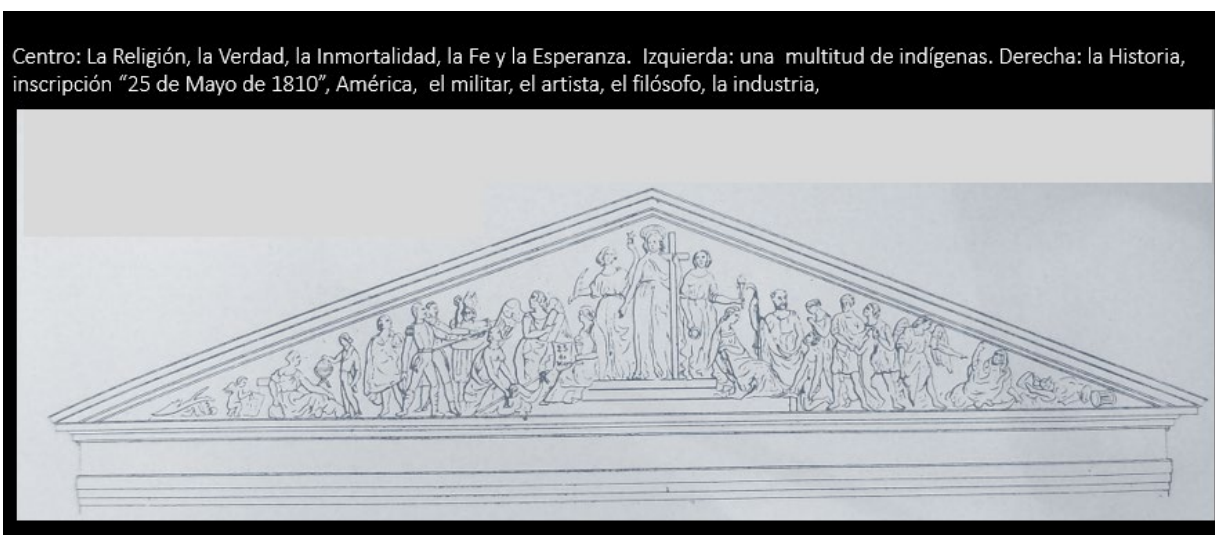 Centro: La Religión, la Verdad, la Inmortalidad, la Fe y la Esperanza. Izquierda: una multitud de indígenas. Derecha: la Historia,
inscripción “25 de Mayo de 1810”, América, el militar, el artista, el filósofo, la industria,